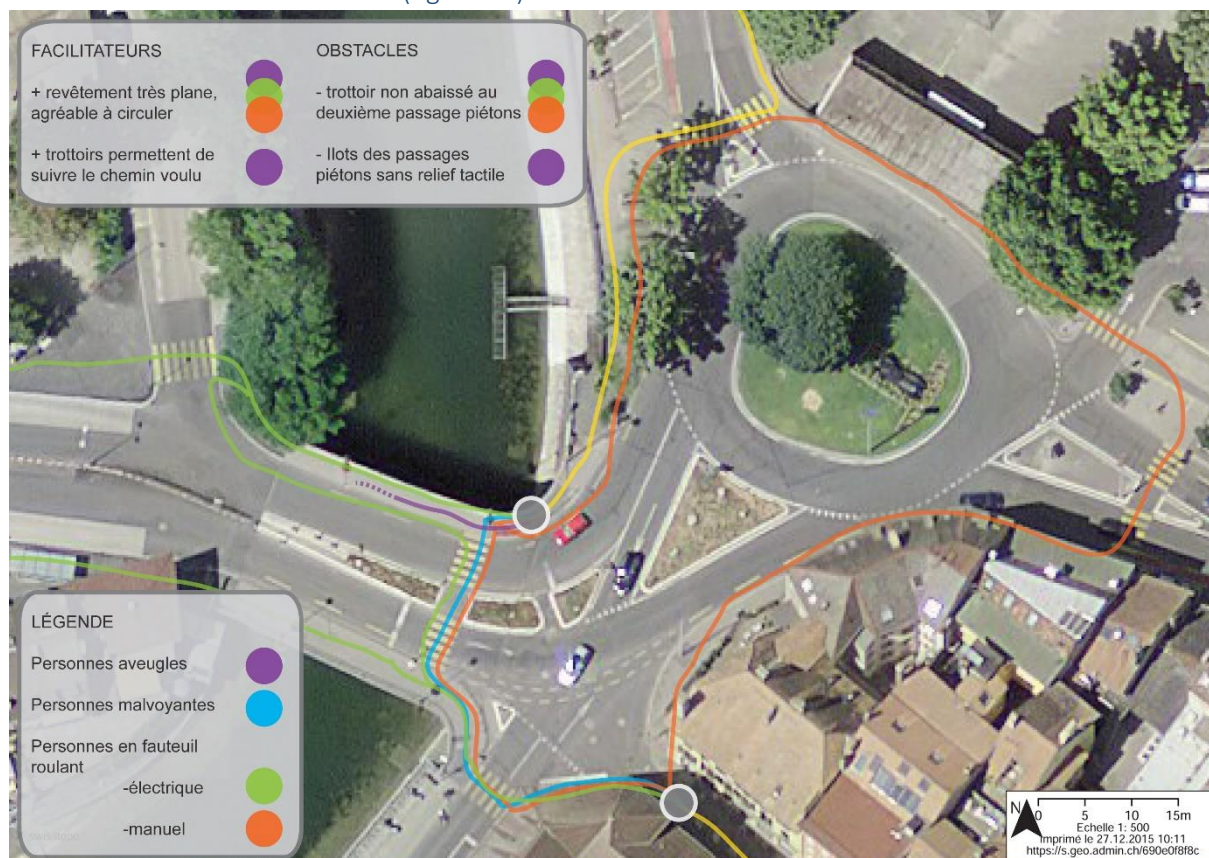 FACILITATEURS
+ revêtement très plane,
agréable à circuler
+ trottoirs permettent de
suivre le chemin voulu
OBSTACLES
- trottoir non abaissé au
deuxième passage piétons
- Ilots des passages
piétons sans relief tactile
LÉGENDE
Personnes aveugles
Personnes malvoyantes
Personnes en fauteuil
roulant
-électrique
-manuel
N
0 5 10 15m
Echelle 1: 500
Imprimé le 27.12.2015 10:11
https://s.geo.admin.ch/690e0f8f8c